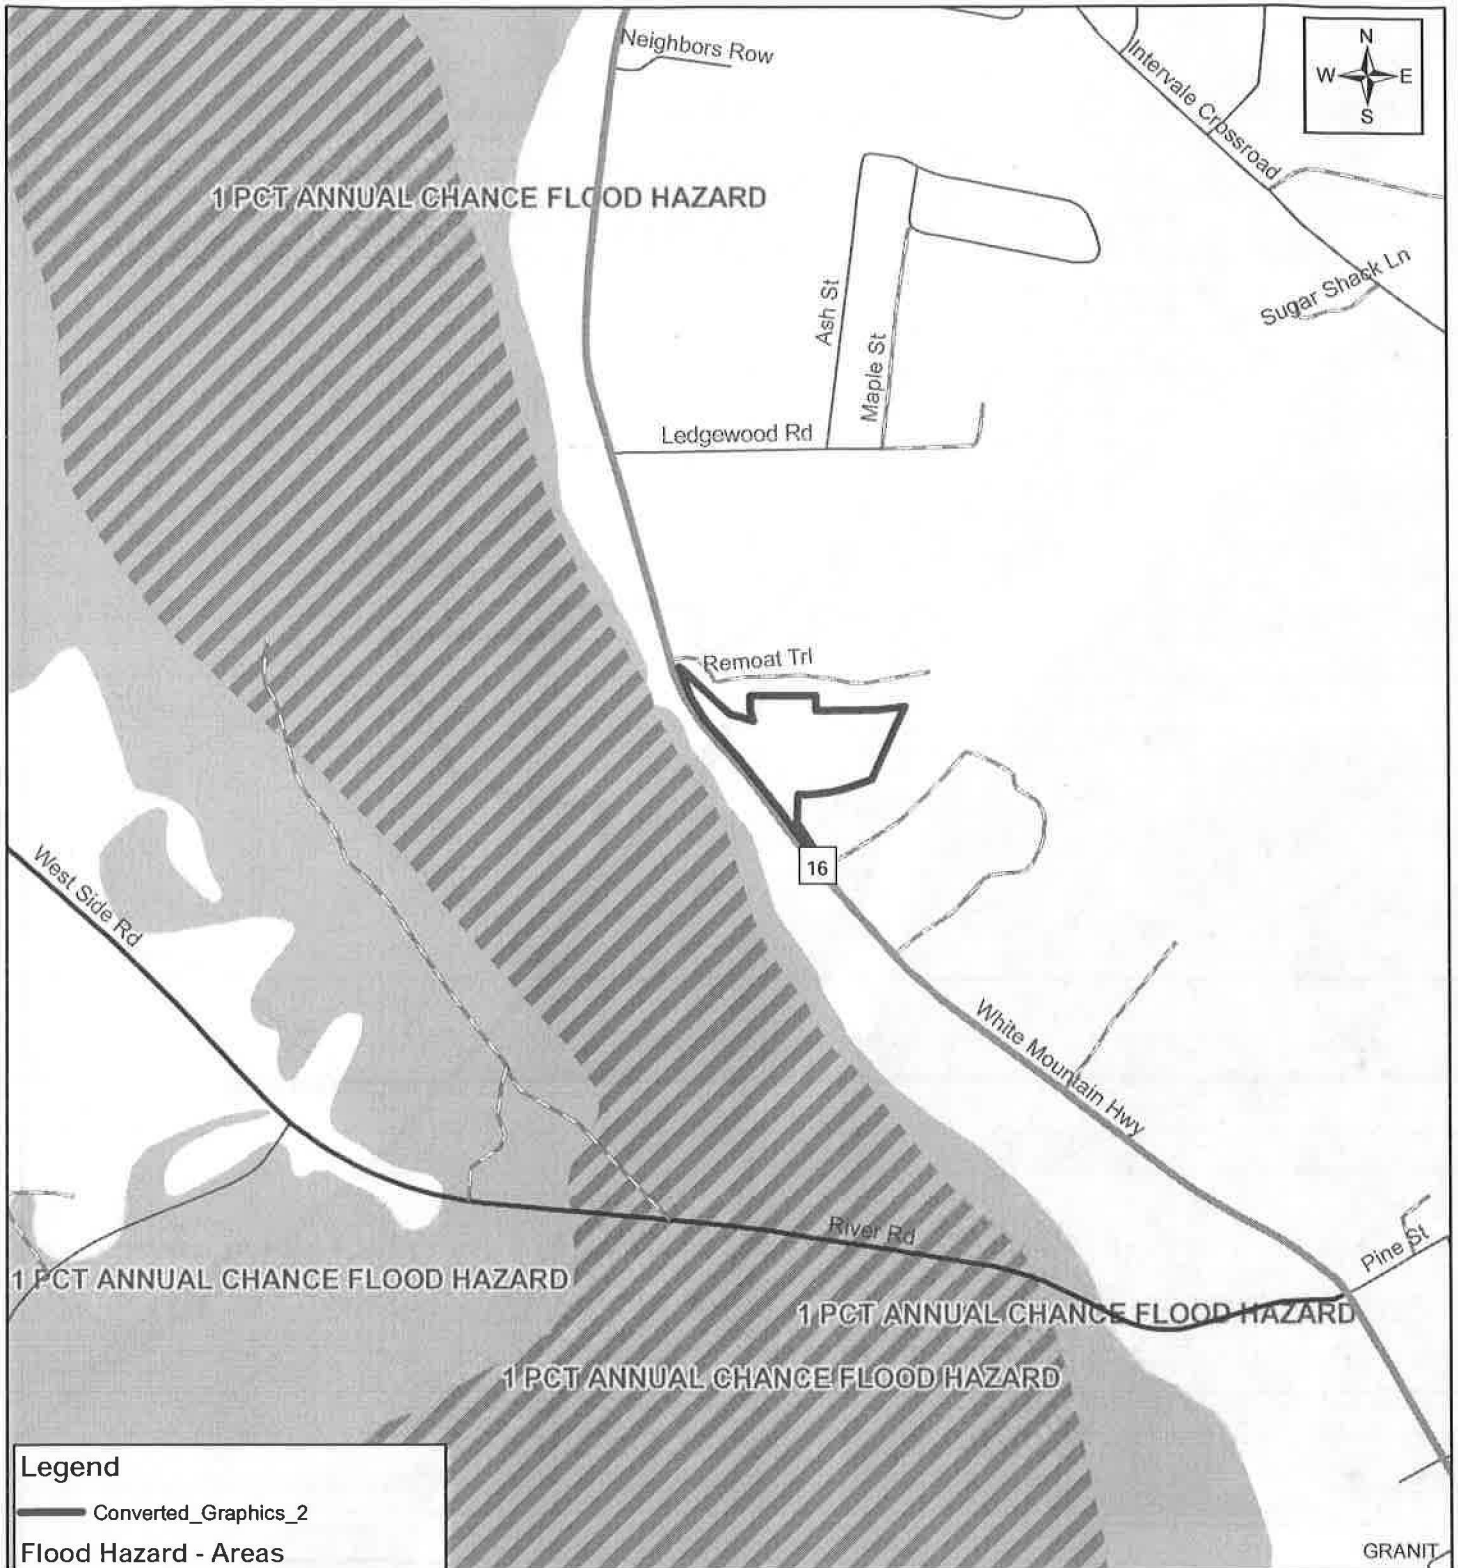 Neighbors Row
Intervale Crossroad
N
W E
S
1 PCT ANNUAL CHANCE FLOOD HAZARD
Sugar Shack Ln
Ash St
Maple St
Ledgewood Rd
Remoat Trl
16
West Side Rd
White Mountain Hwy
River Rd
Pine St
1 PCT ANNUAL CHANCE FLOOD HAZARD
1 PCT ANNUAL CHANCE FLOOD HAZARD
1 PCT ANNUAL CHANCE FLOOD HAZARD
Legend
Converted_Graphics_2
Flood Hazard - Areas
GRANIT